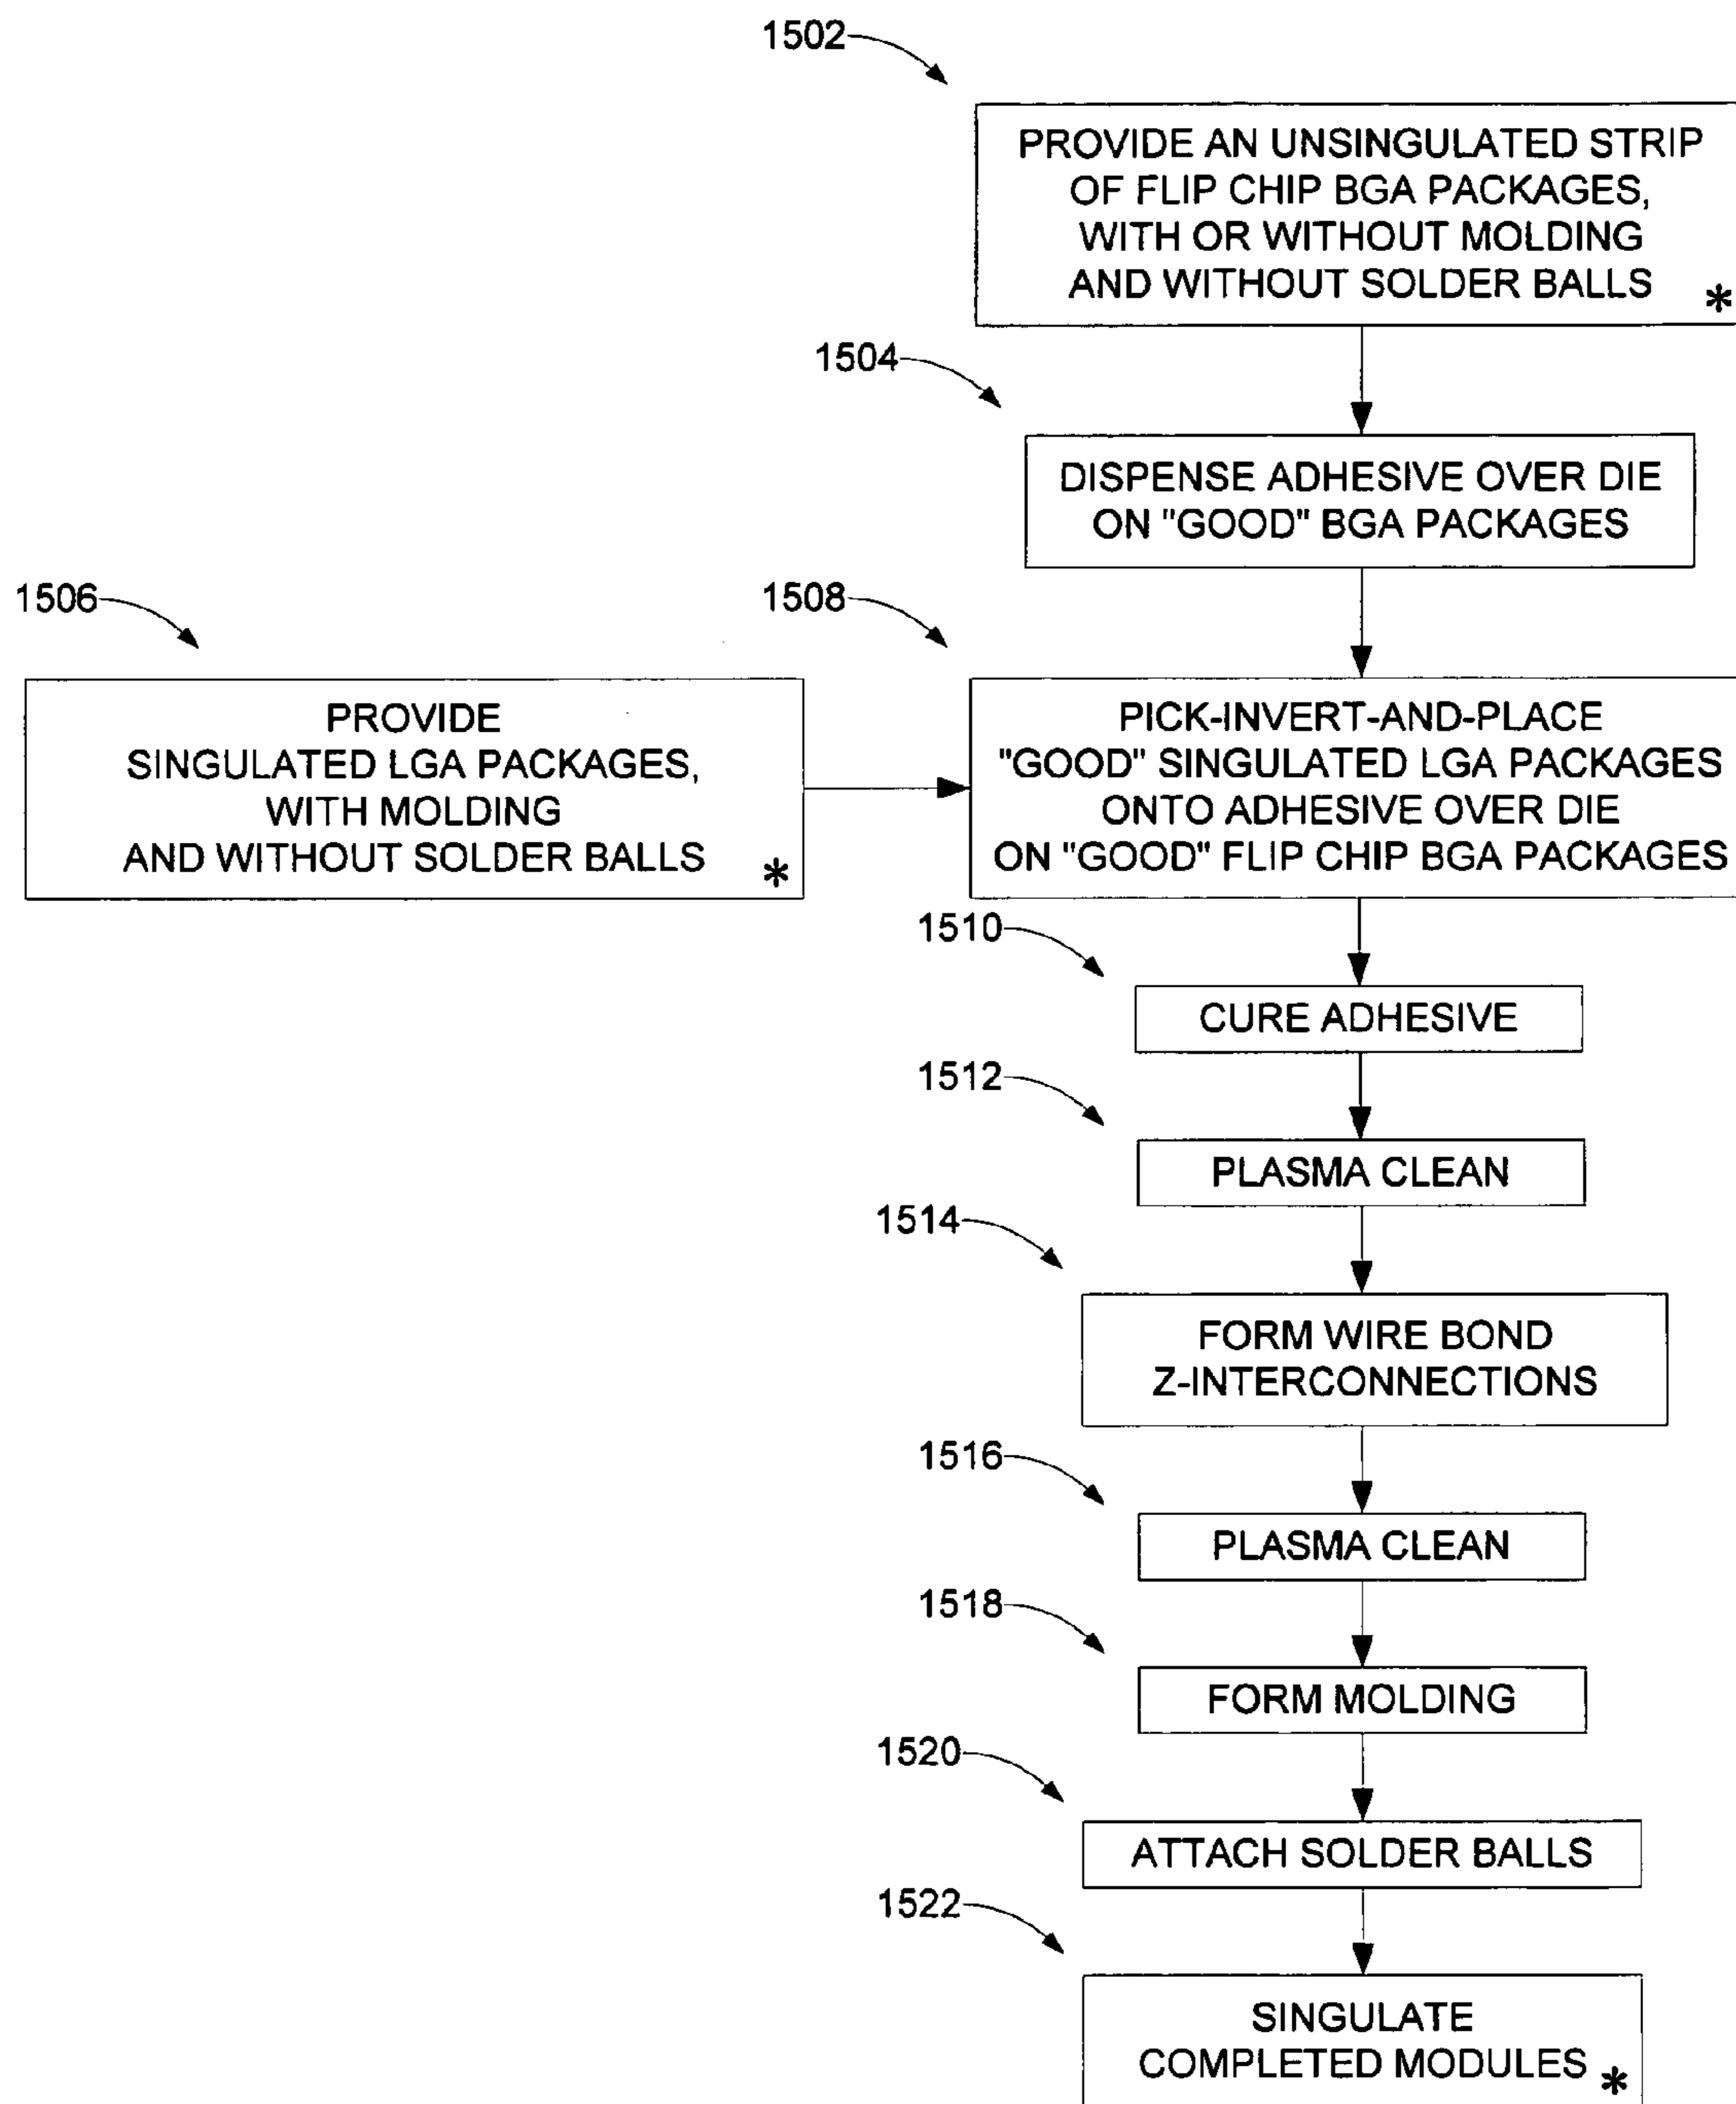 1502
PROVIDE AN UNSINGULATED STRIP
OF FLIP CHIP BGA PACKAGES,
WITH OR WITHOUT MOLDING
AND WITHOUT SOLDER BALLS *
1504
DISPENSE ADHESIVE OVER DIE
ON "GOOD" BGA PACKAGES
1506
PROVIDE
SINGULATED LGA PACKAGES,
WITH MOLDING
AND WITHOUT SOLDER BALLS *
1508
PICK-INVERT-AND-PLACE
"GOOD" SINGULATED LGA PACKAGES
ONTO ADHESIVE OVER DIE
ON "GOOD" FLIP CHIP BGA PACKAGES
1510
CURE ADHESIVE
1512
PLASMA CLEAN
1514
FORM WIRE BOND
Z-INTERCONNECTIONS
1516
PLASMA CLEAN
1518
FORM MOLDING
1520
ATTACH SOLDER BALLS
1522
SINGULATE
COMPLETED MODULES *